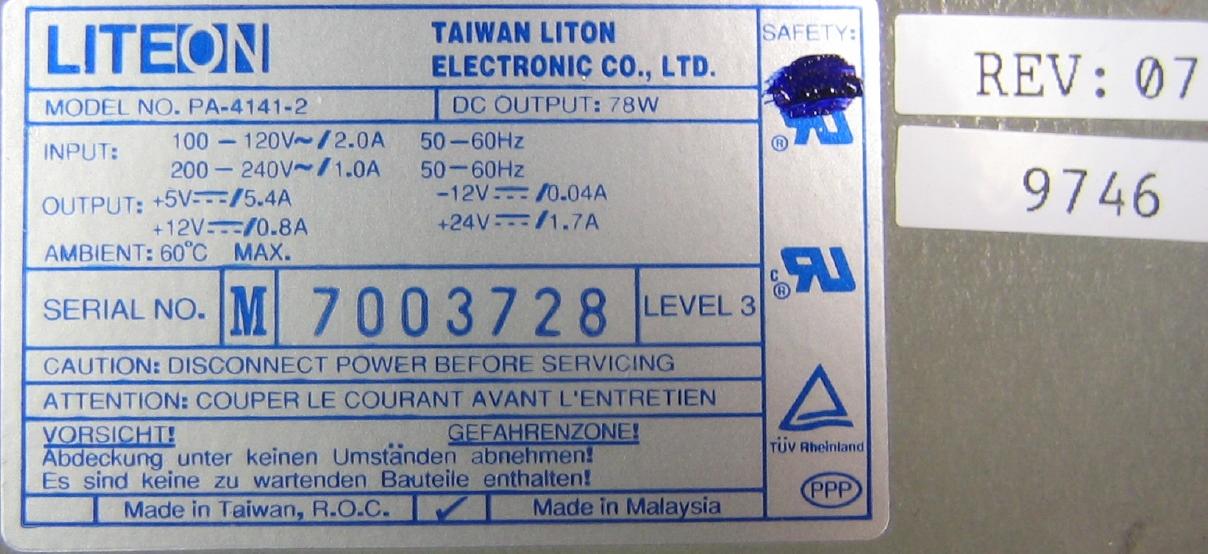 LITEON
TAIWAN LITON
ELECTRONIC CO., LTD.
SAFETY:
REV: 07
MODEL NO. PA-4141-2
DC OUTPUT: 78W
INPUT: 100 – 120V~/2.0A 50–60Hz
200 – 240V~/1.0A 50–60Hz
OUTPUT: +5V⎓/5.4A -12V⎓/0.04A
+12V⎓/0.8A +24V⎓/1.7A
AMBIENT: 60°C MAX.
9746
SERIAL NO. M 7003728 LEVEL 3
CAUTION: DISCONNECT POWER BEFORE SERVICING
ATTENTION: COUPER LE COURANT AVANT L'ENTRETIEN
VORSICHT! GEFAHRENZONE!
Abdeckung unter keinen Umständen abnehmen!
Es sind keine zu wartenden Bauteile enthalten!
Made in Taiwan, R.O.C. ✓ Made in Malaysia
RU ®
c RU ®
TÜV Rheinland
PPP